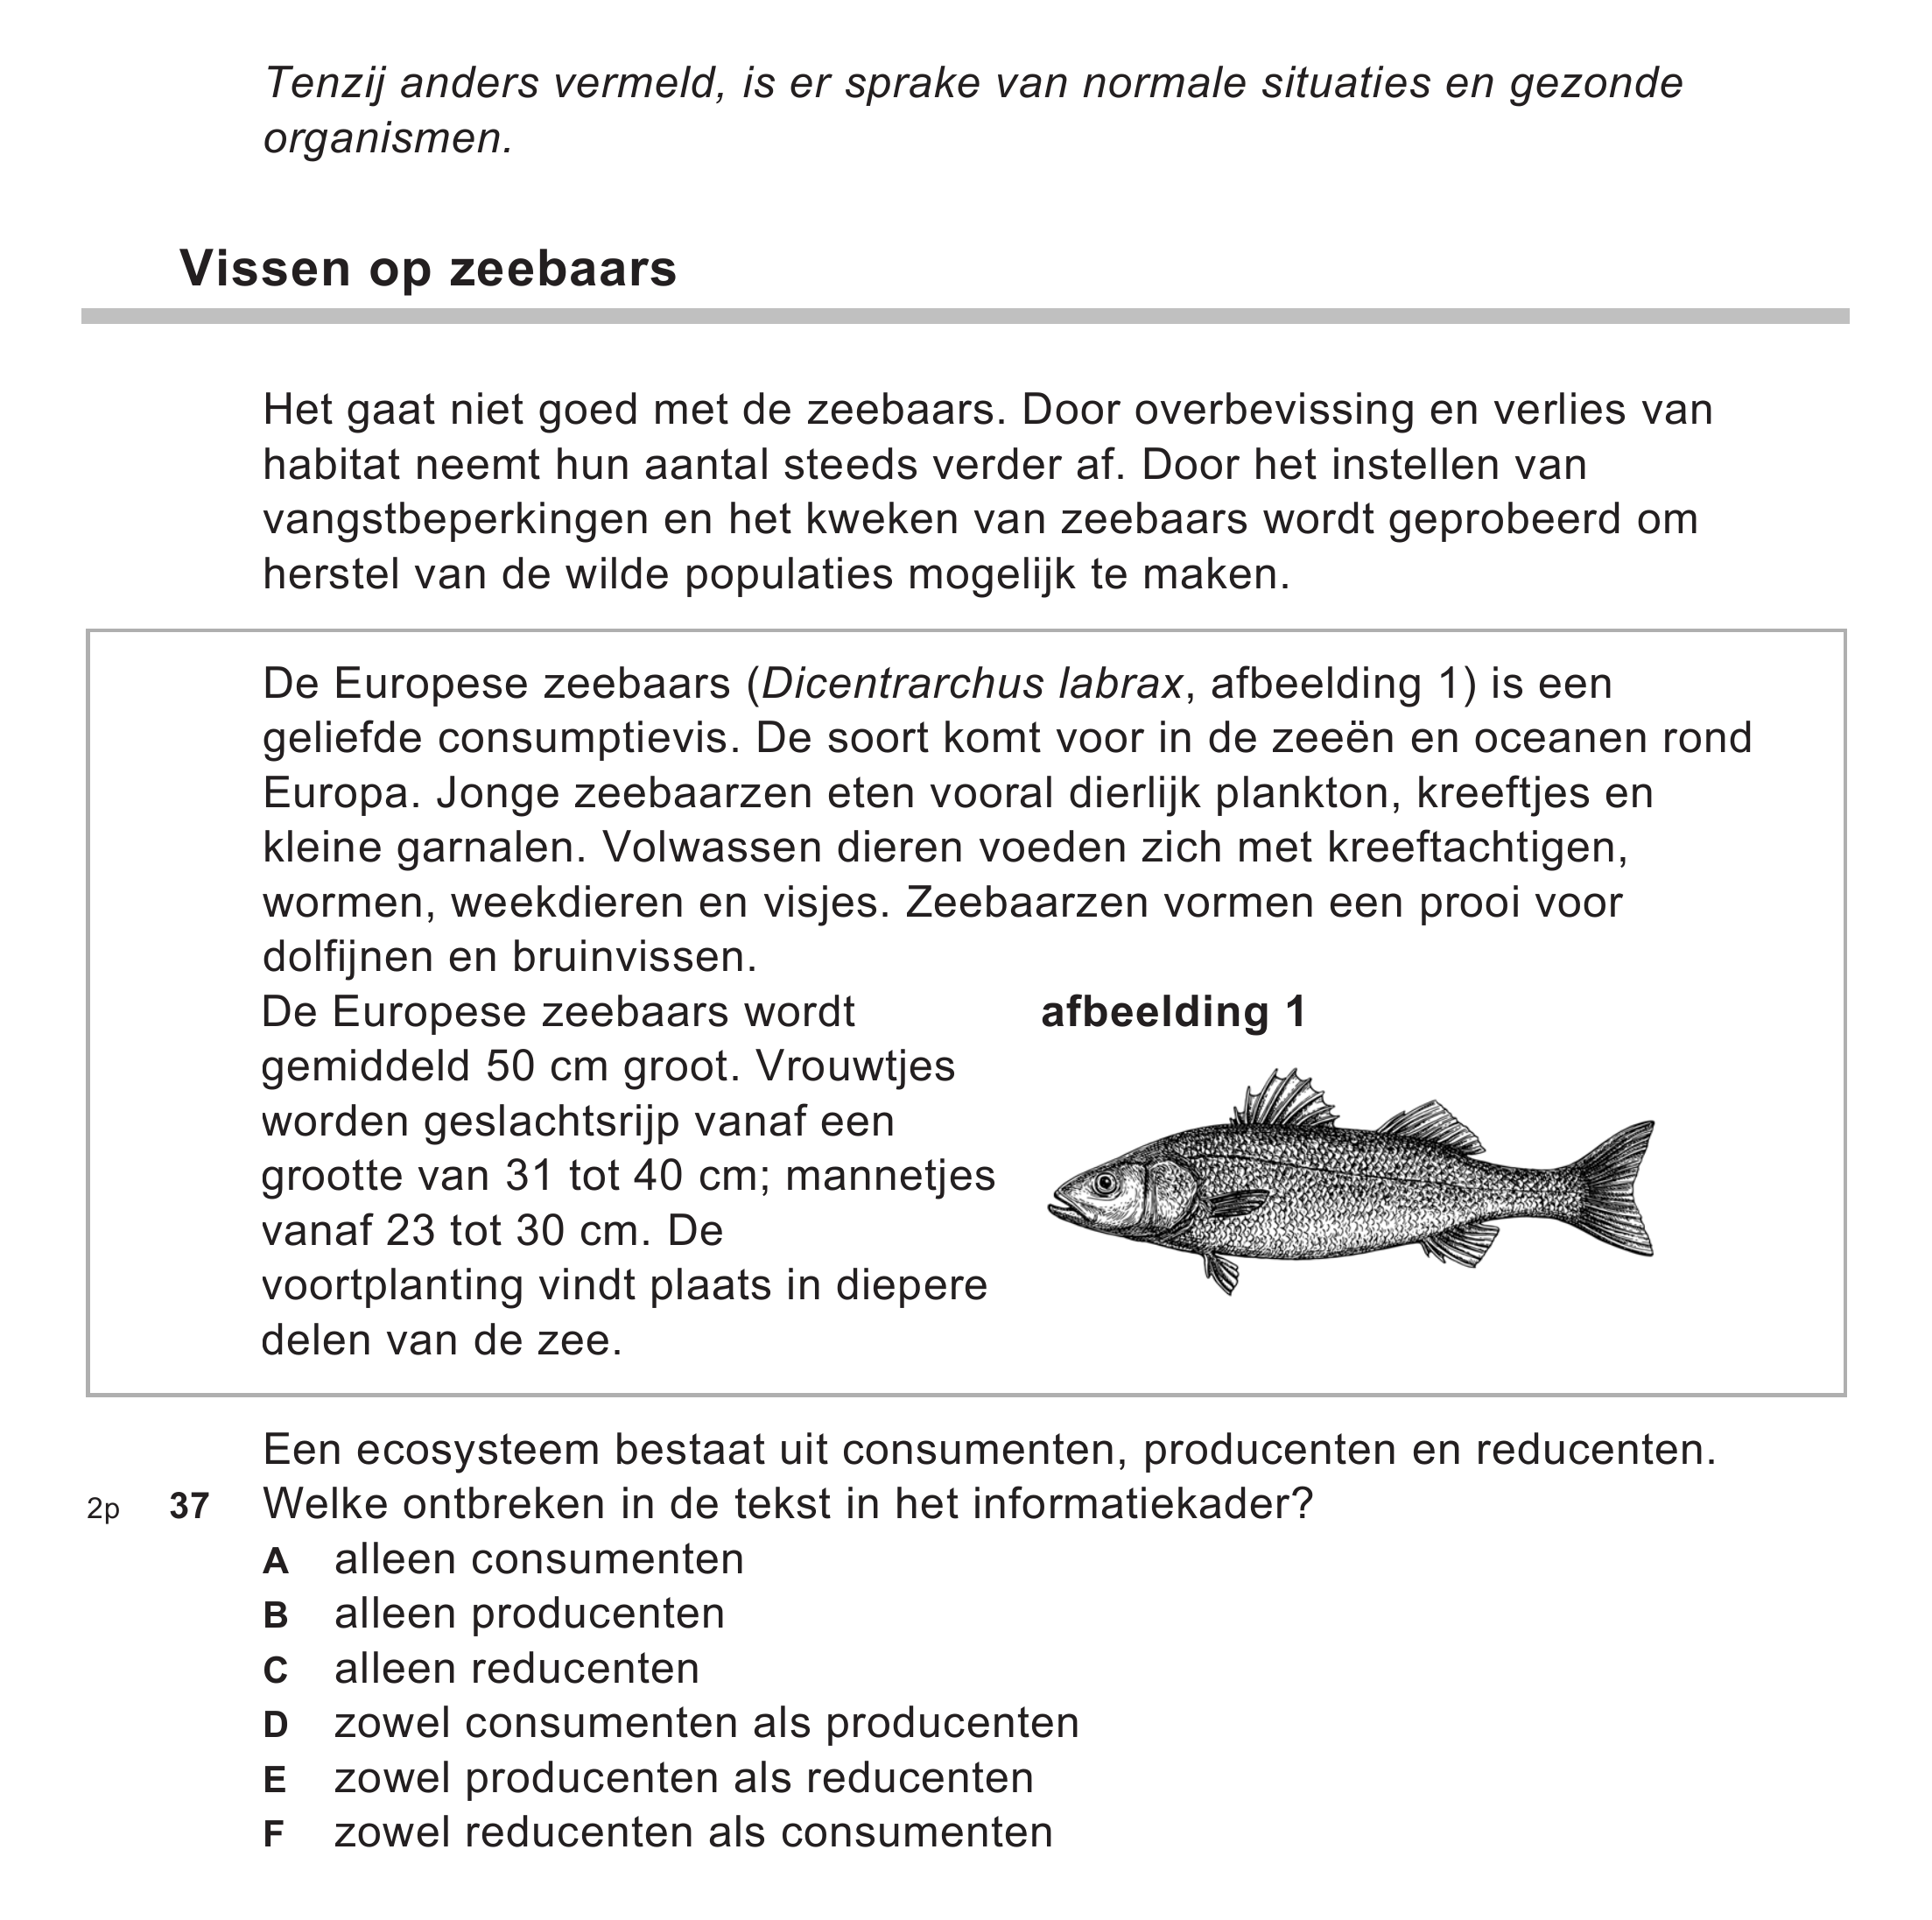 Tenzij anders vermeld, is er sprake van normale situaties en gezonde
organismen.
Vissen op zeebaars
Het gaat niet goed met de zeebaars. Door overbevissing en verlies van
habitat neemt hun aantal steeds verder af. Door het instellen van
vangstbeperkingen en het kweken van zeebaars wordt geprobeerd om
herstel van de wilde populaties mogelijk te maken.
De Europese zeebaars (Dicentrarchus labrax, afbeelding 1) is een
geliefde consumptievis. De soort komt voor in de zeeën en oceanen rond
Europa. Jonge zeebaarzen eten vooral dierlijk plankton, kreeftjes en
kleine garnalen. Volwassen dieren voeden zich met kreeftachtigen,
wormen, weekdieren en visjes. Zeebaarzen vormen een prooi voor
dolfijnen en bruinvissen.
De Europese zeebaars wordt
gemiddeld 50 cm groot. Vrouwtjes
worden geslachtsrijp vanaf een
grootte van 31 tot 40 cm; mannetjes
vanaf 23 tot 30 cm. De
voortplanting vindt plaats in diepere
delen van de zee.
afbeelding 1
Een ecosysteem bestaat uit consumenten, producenten en reducenten.
2p 37 Welke ontbreken in de tekst in het informatiekader?
A alleen consumenten
B alleen producenten
C alleen reducenten
D zowel consumenten als producenten
E zowel producenten als reducenten
F zowel reducenten als consumenten